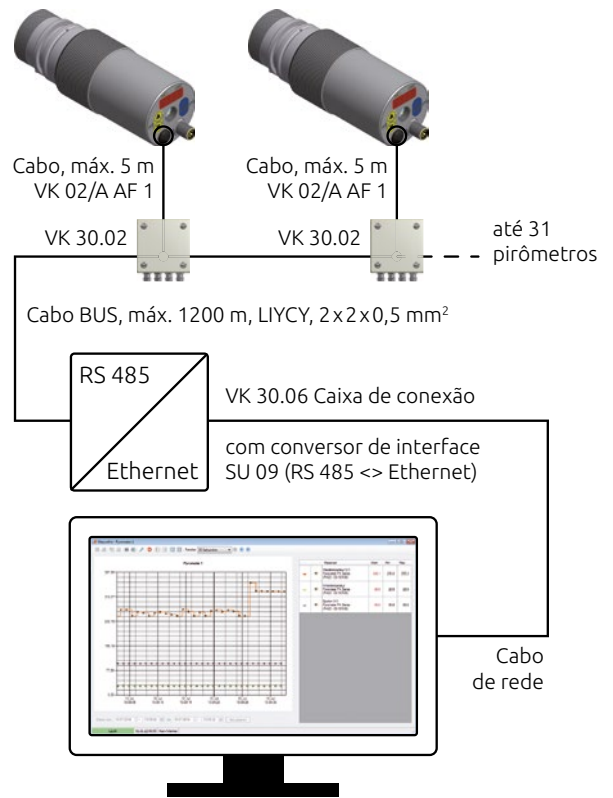 Cabo, máx. 5 m
VK 02/A AF 1
Cabo, máx. 5 m
VK 02/A AF 1
VK 30.02
VK 30.02
até 31
pirômetros
Cabo BUS, máx. 1200 m, LIYCY, 2 x 2 x 0,5 mm²
RS 485
Ethernet
VK 30.06 Caixa de conexão
com conversor de interface
SU 09 (RS 485 <> Ethernet)
Cabo
de rede